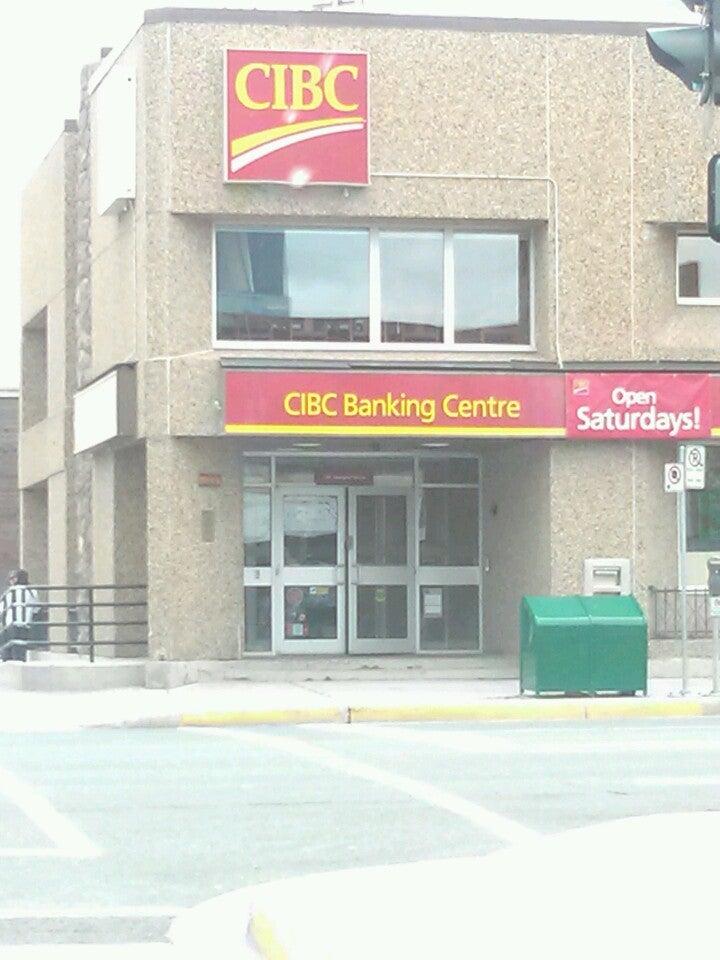 CIBC
CIBC Banking Centre
Open
Saturdays!